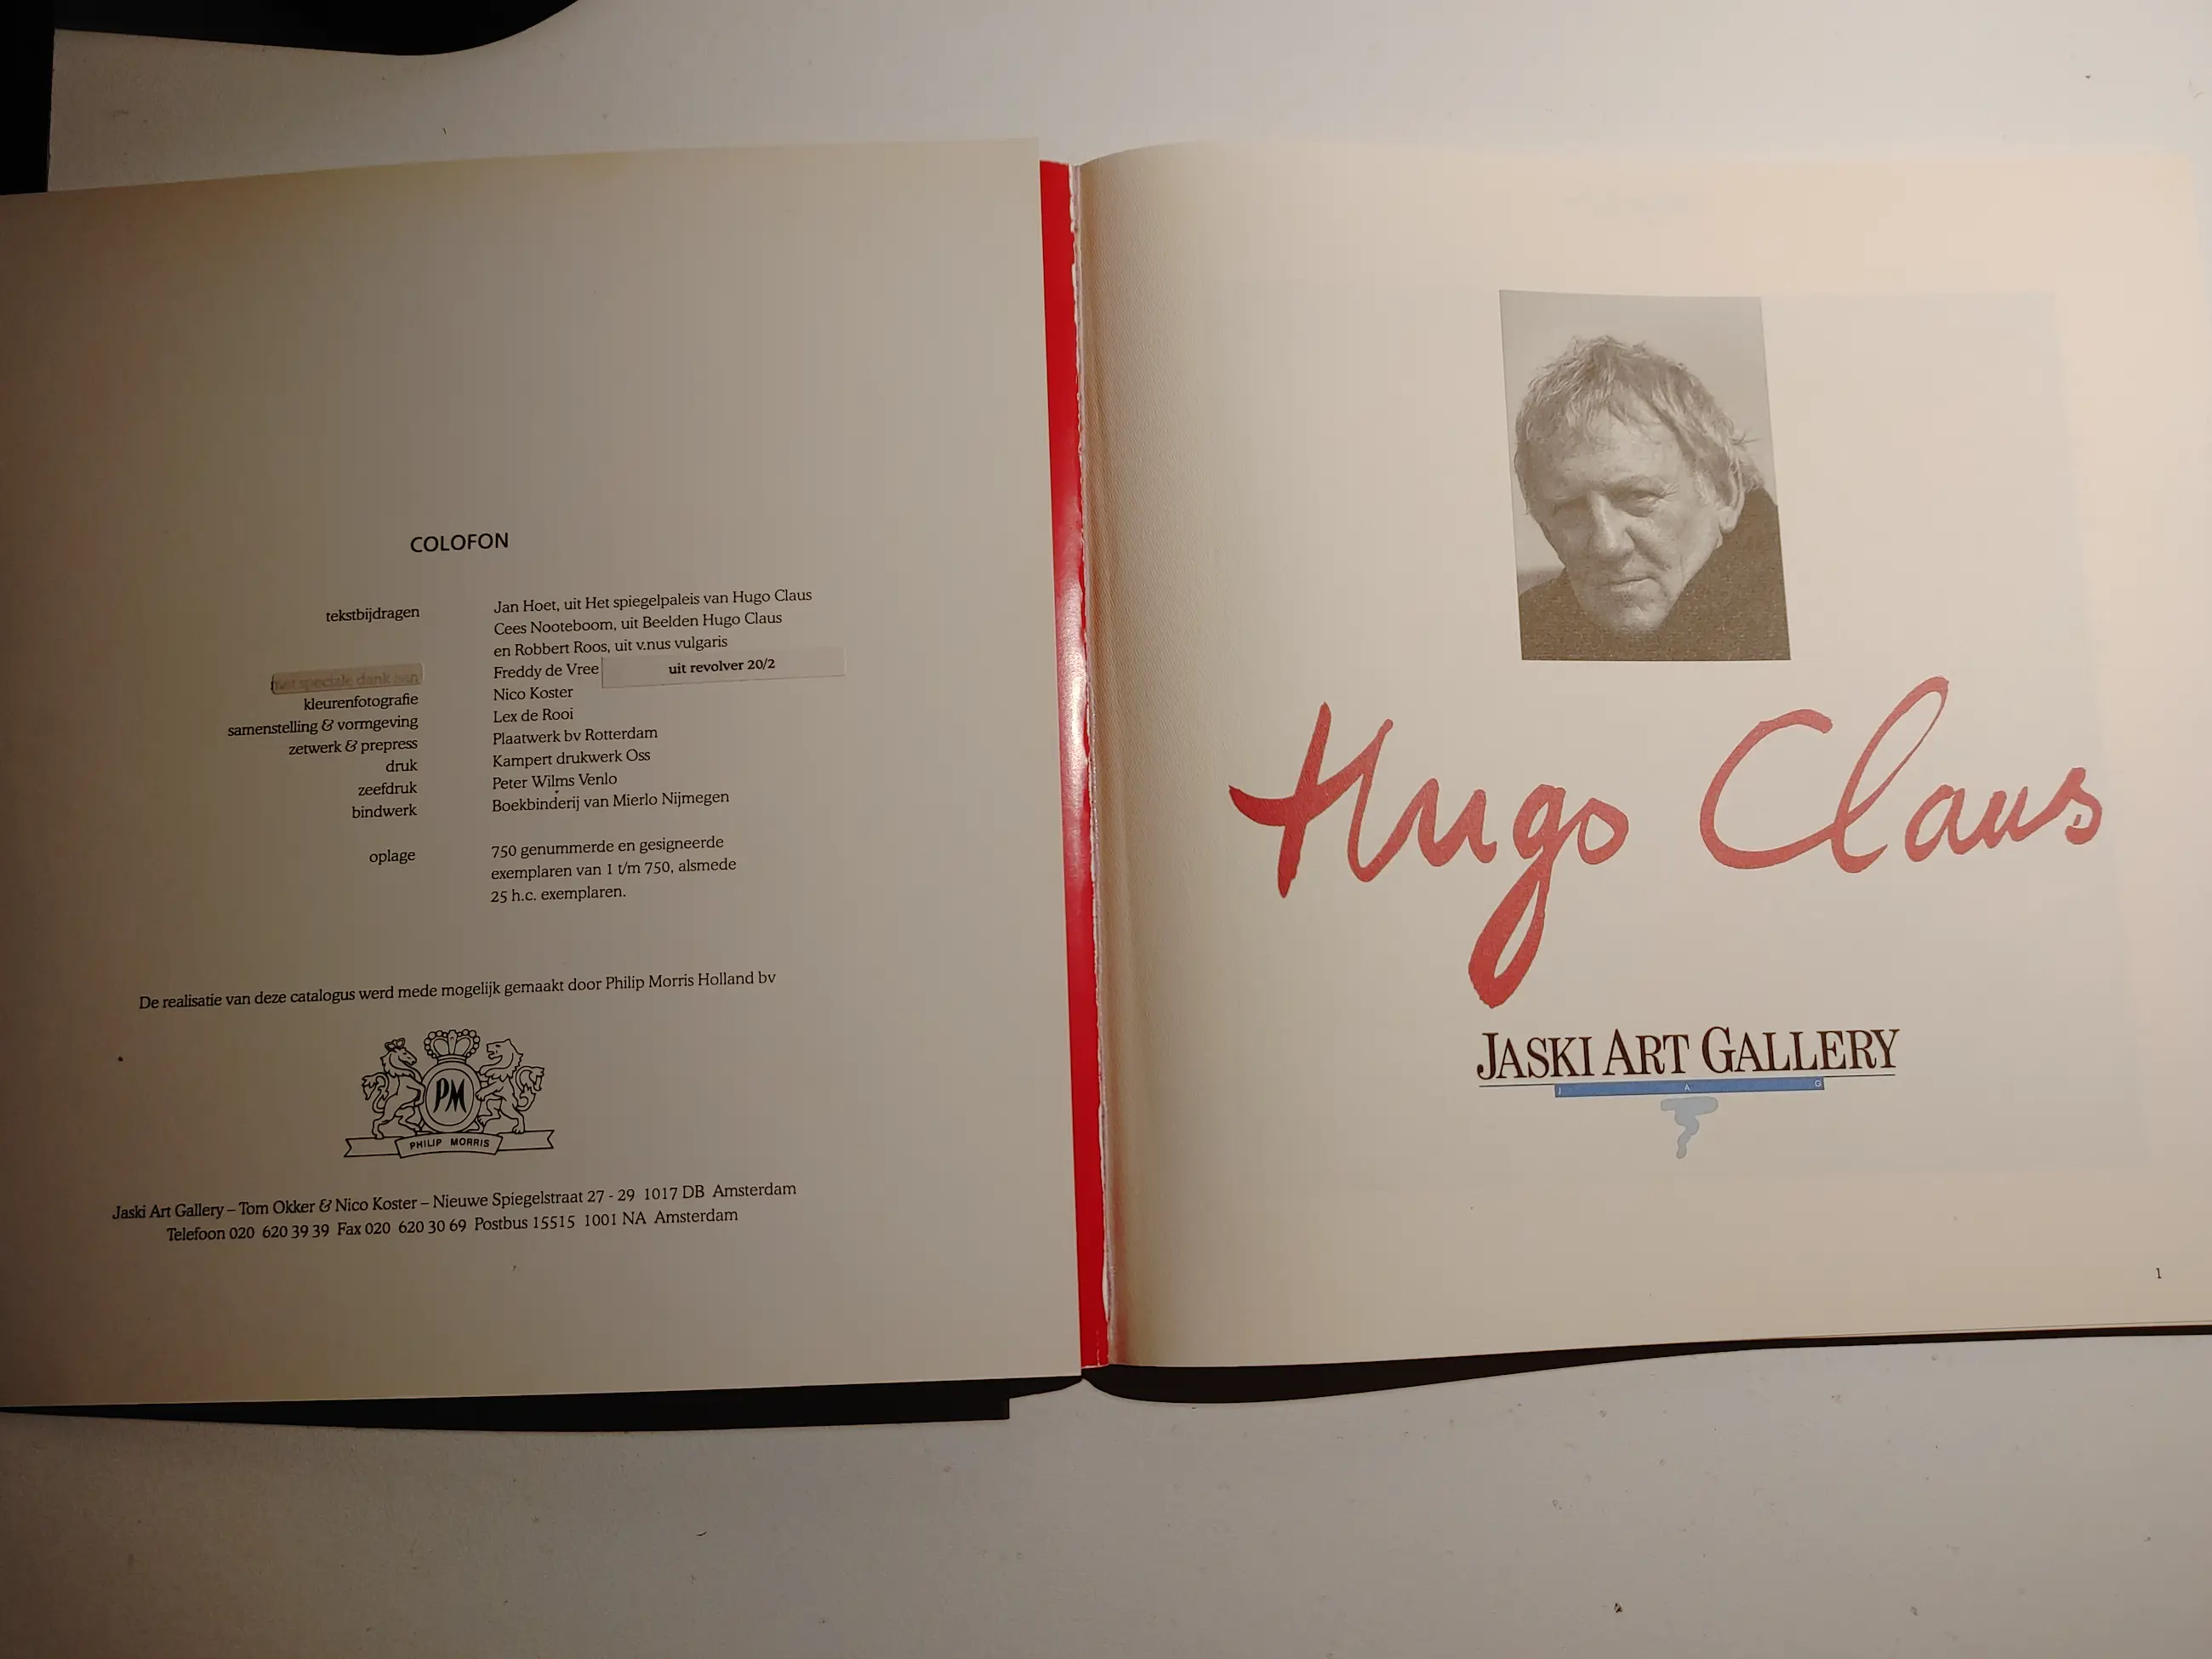 COLOFON
tekstbijdragen Jan Hoet, uit Het spiegelpaleis van Hugo Claus
Cees Nooteboom, uit Beelden Hugo Claus
en Robbert Roos, uit v.nus vulgaris
met speciale dank aan Freddy de Vree uit revolver 20/2
kleurenfotografie Nico Koster
samenstelling & vormgeving Lex de Rooi
zetwerk & prepress Plaatwerk bv Rotterdam
druk Kampert drukwerk Oss
zeefdruk Peter Wilms Venlo
bindwerk Boekbinderij van Mierlo Nijmegen
oplage 750 genummerde en gesigneerde
exemplaren van 1 t/m 750, alsmede
25 h.c. exemplaren.
De realisatie van deze catalogus werd mede mogelijk gemaakt door Philip Morris Holland bv
PM
PHILIP MORRIS
Jaski Art Gallery – Tom Okker & Nico Koster – Nieuwe Spiegelstraat 27 - 29 1017 DB Amsterdam
Telefoon 020 620 39 39 Fax 020 620 30 69 Postbus 15515 1001 NA Amsterdam
Hugo Claus
JASKI ART GALLERY
J A G
1